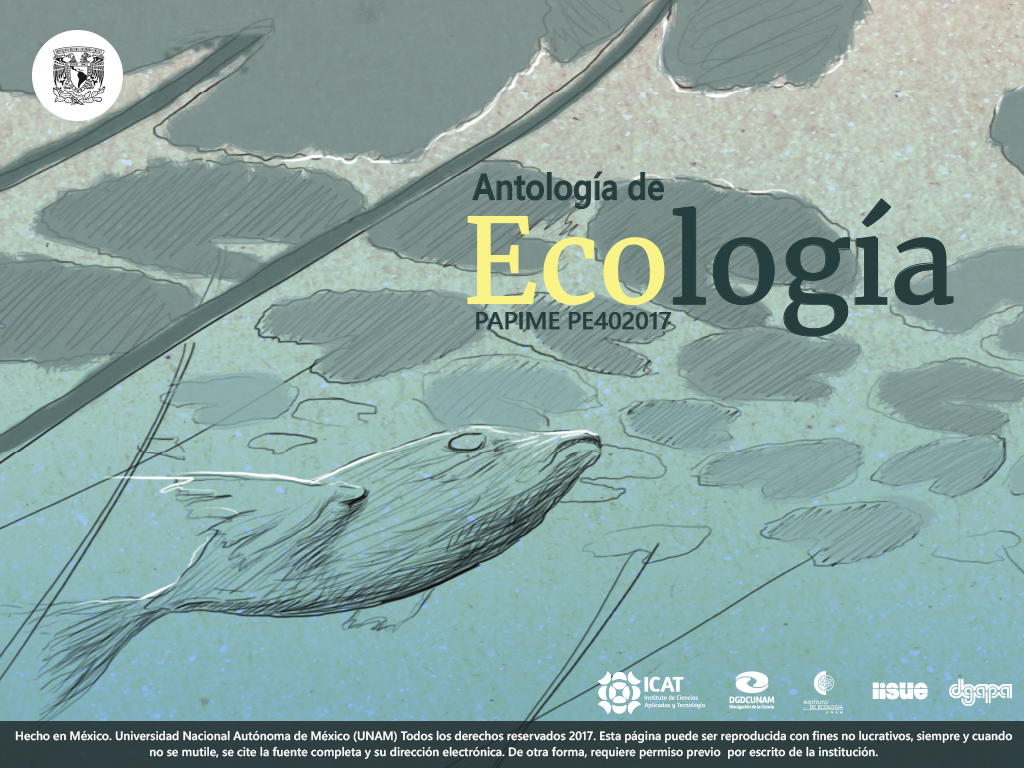 Antología de
Ecología
PAPIME PE402017
ICAT
Instituto de Ciencias
Aplicadas y Tecnología
DGDCUNAM
Divulgación de la Ciencia
INSTITUTO
DE ECOLOGÍA
UNAM
iisue
dgapa
Hecho en México. Universidad Nacional Autónoma de México (UNAM) Todos los derechos reservados 2017. Esta página puede ser reproducida con fines no lucrativos, siempre y cuando
no se mutile, se cite la fuente completa y su dirección electrónica. De otra forma, requiere permiso previo por escrito de la institución.